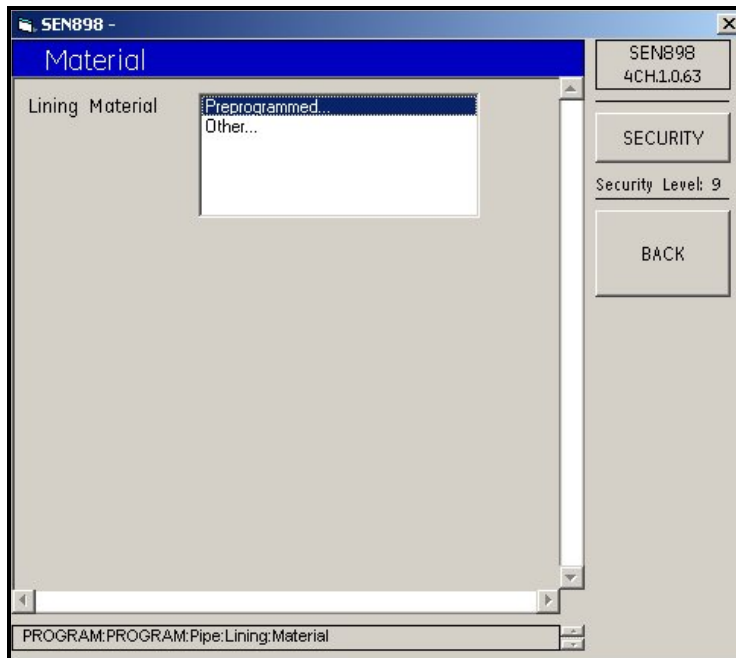 SEN898 -
Material
SEN898
4CH.1.0.63
Lining Material
Preprogrammed...
Other...
SECURITY
Security Level: 9
BACK
PROGRAM:PROGRAM:Pipe:Lining:Material